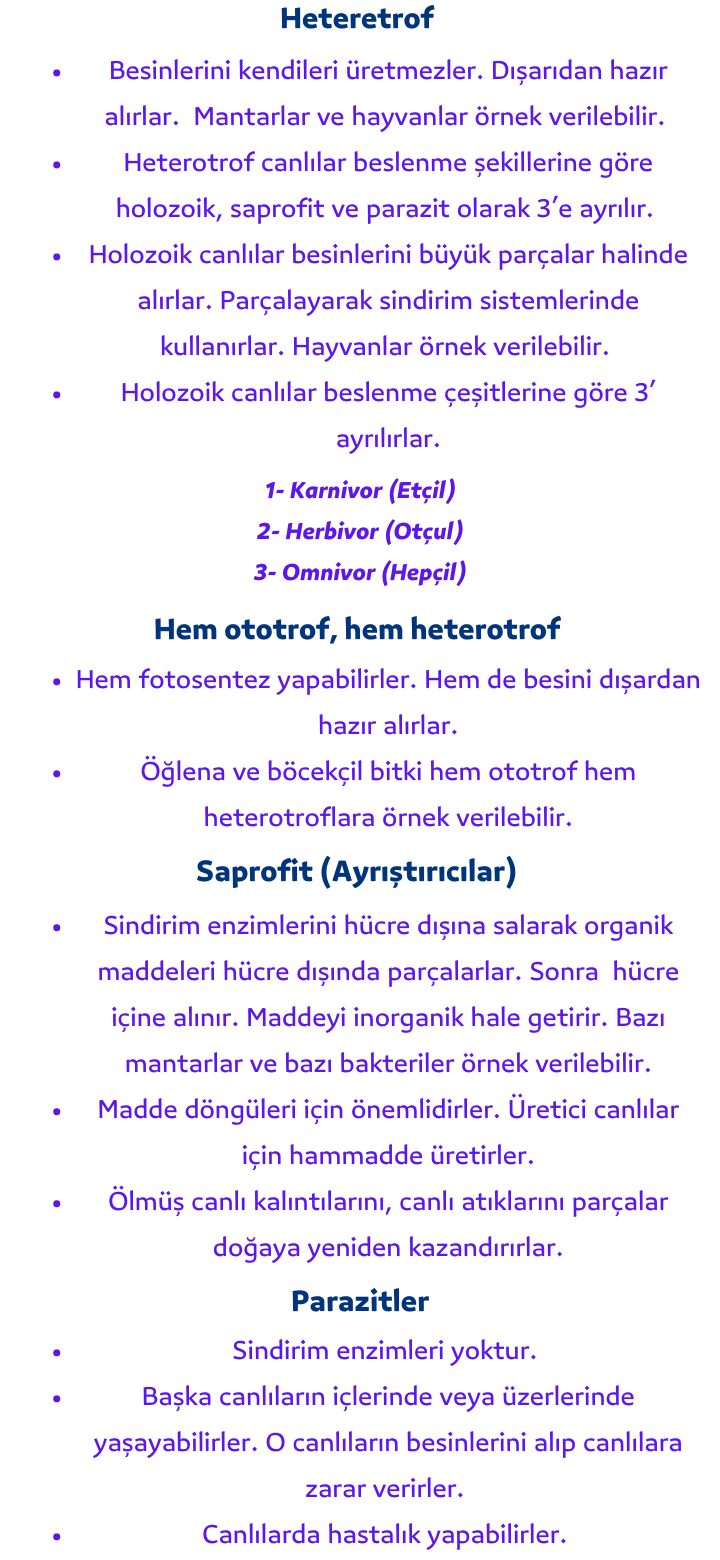 Heteretrof
• Besinlerini kendileri üretmezler. Dışarıdan hazır
alırlar. Mantarlar ve hayvanlar örnek verilebilir.
• Heterotrof canlılar beslenme şekillerine göre
holozoik, saprofit ve parazit olarak 3’e ayrılır.
• Holozoik canlılar besinlerini büyük parçalar halinde
alırlar. Parçalayarak sindirim sistemlerinde
kullanırlar. Hayvanlar örnek verilebilir.
• Holozoik canlılar beslenme çeşitlerine göre 3’
ayrılırlar.
1- Karnivor (Etçil)
2- Herbivor (Otçul)
3- Omnivor (Hepçil)
Hem ototrof, hem heterotrof
• Hem fotosentez yapabilirler. Hem de besini dışardan
hazır alırlar.
• Öğlena ve böcekçil bitki hem ototrof hem
heterotroflara örnek verilebilir.
Saprofit (Ayrıştırıcılar)
• Sindirim enzimlerini hücre dışına salarak organik
maddeleri hücre dışında parçalarlar. Sonra hücre
içine alınır. Maddeyi inorganik hale getirir. Bazı
mantarlar ve bazı bakteriler örnek verilebilir.
• Madde döngüleri için önemlidirler. Üretici canlılar
için hammadde üretirler.
• Ölmüş canlı kalıntılarını, canlı atıklarını parçalar
doğaya yeniden kazandırırlar.
Parazitler
• Sindirim enzimleri yoktur.
• Başka canlıların içlerinde veya üzerlerinde
yaşayabilirler. O canlıların besinlerini alıp canlılara
zarar verirler.
• Canlılarda hastalık yapabilirler.